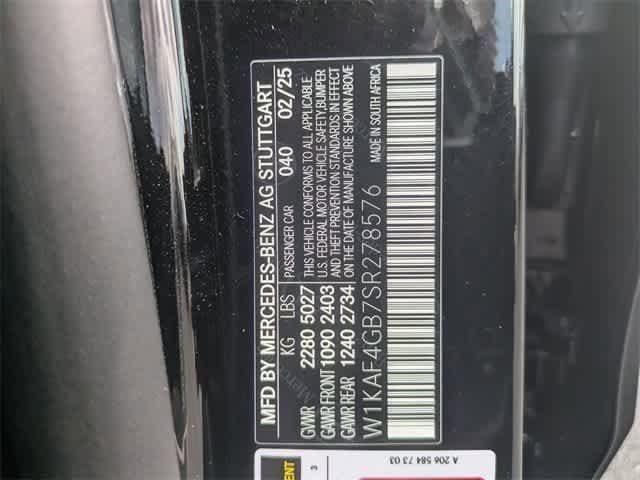 MFD BY MERCEDES-BENZ AG STUTTGART
KG LBS PASSENGER CAR 040 02/25
GVWR 2280 5027
GAWR FRONT 1090 2403
GAWR REAR 1240 2734
THIS VEHICLE CONFORMS TO ALL APPLICABLE
U.S. FEDERAL MOTOR VEHICLE SAFETY BUMPER
AND THEFT PREVENTION STANDARDS IN EFFECT
ON THE DATE OF MANUFACTURE SHOWN ABOVE
W1KAF4GB7SR278576 MADE IN SOUTH AFRICA
3
A 206 584 73 03